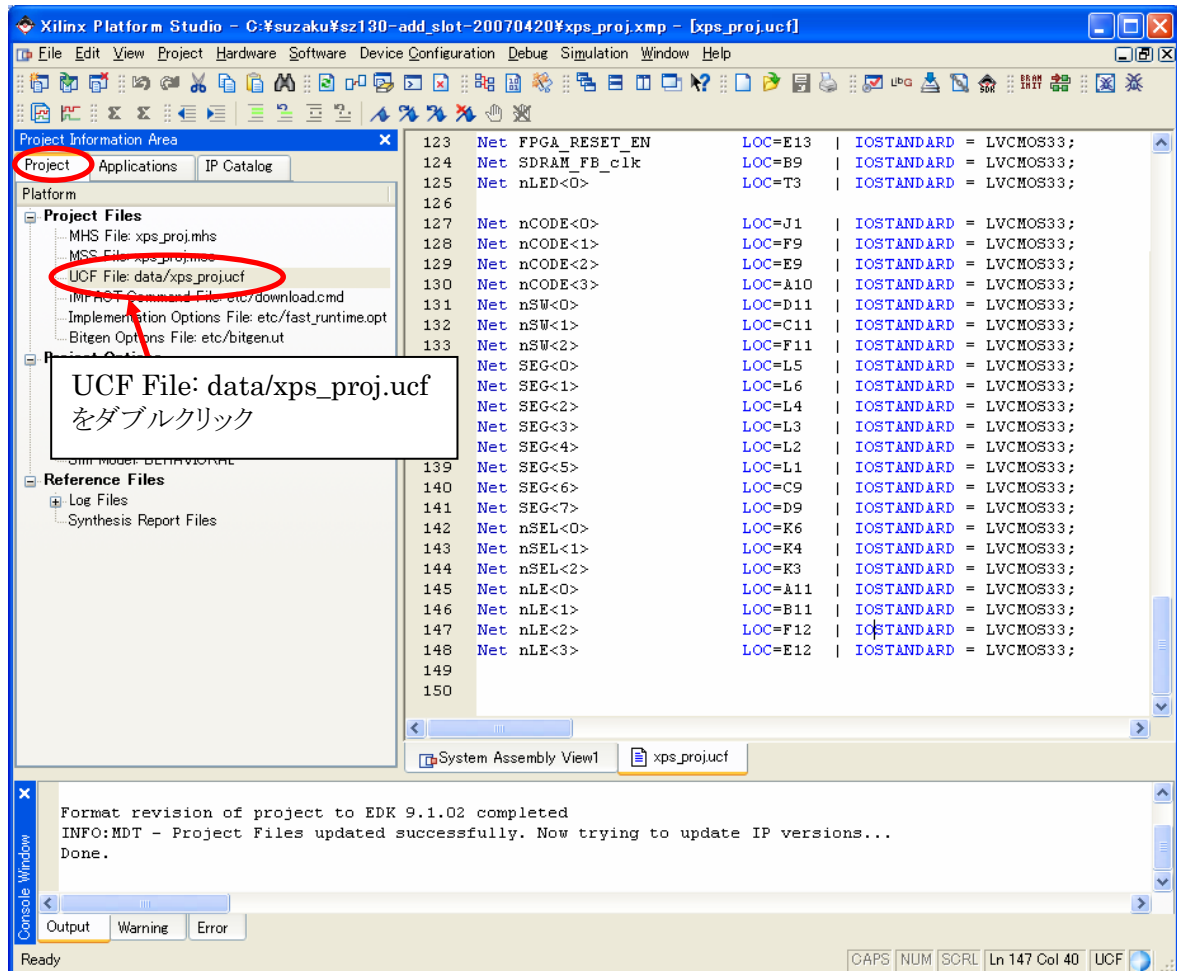 Xilinx Platform Studio - C:¥suzaku¥sz130-add_slot-20070420¥xps_proj.xmp - [xps_proj.ucf]
File Edit View Project Hardware Software Device Configuration Debug Simulation Window Help
Project Information Area
Project Applications IP Catalog
Platform
Project Files
MHS File: xps_proj.mhs
MSS File: xps_proj.mss
UCF File: data/xps_proj.ucf
iMPACT Command File: etc/download.cmd
Implementation Options File: etc/fast_runtime.opt
Bitgen Options File: etc/bitgen.ut
Project Options
UCF File: data/xps_proj.ucf
をダブルクリック
Sim Model: BEHAVIORAL
Reference Files
Log Files
Synthesis Report Files
123 Net FPGA_RESET_EN LOC=E13 | IOSTANDARD = LVCMOS33;
124 Net SDRAM_FB_clk LOC=B9 | IOSTANDARD = LVCMOS33;
125 Net nLED<0> LOC=T3 | IOSTANDARD = LVCMOS33;
126
127 Net nCODE<0> LOC=J1 | IOSTANDARD = LVCMOS33;
128 Net nCODE<1> LOC=F9 | IOSTANDARD = LVCMOS33;
129 Net nCODE<2> LOC=E9 | IOSTANDARD = LVCMOS33;
130 Net nCODE<3> LOC=A10 | IOSTANDARD = LVCMOS33;
131 Net nSW<0> LOC=D11 | IOSTANDARD = LVCMOS33;
132 Net nSW<1> LOC=C11 | IOSTANDARD = LVCMOS33;
133 Net nSW<2> LOC=F11 | IOSTANDARD = LVCMOS33;
Net SEG<0> LOC=L5 | IOSTANDARD = LVCMOS33;
Net SEG<1> LOC=L6 | IOSTANDARD = LVCMOS33;
Net SEG<2> LOC=L4 | IOSTANDARD = LVCMOS33;
Net SEG<3> LOC=L3 | IOSTANDARD = LVCMOS33;
Net SEG<4> LOC=L2 | IOSTANDARD = LVCMOS33;
139 Net SEG<5> LOC=L1 | IOSTANDARD = LVCMOS33;
140 Net SEG<6> LOC=C9 | IOSTANDARD = LVCMOS33;
141 Net SEG<7> LOC=D9 | IOSTANDARD = LVCMOS33;
142 Net nSEL<0> LOC=K6 | IOSTANDARD = LVCMOS33;
143 Net nSEL<1> LOC=K4 | IOSTANDARD = LVCMOS33;
144 Net nSEL<2> LOC=K3 | IOSTANDARD = LVCMOS33;
145 Net nLE<0> LOC=A11 | IOSTANDARD = LVCMOS33;
146 Net nLE<1> LOC=B11 | IOSTANDARD = LVCMOS33;
147 Net nLE<2> LOC=F12 | IOSTANDARD = LVCMOS33;
148 Net nLE<3> LOC=E12 | IOSTANDARD = LVCMOS33;
149
150
System Assembly View1 xps_proj.ucf
Console Window
Format revision of project to EDK 9.1.02 completed
INFO:MDT - Project Files updated successfully. Now trying to update IP versions...
Done.
Output Warning Error
Ready CAPS NUM SCRL Ln 147 Col 40 UCF